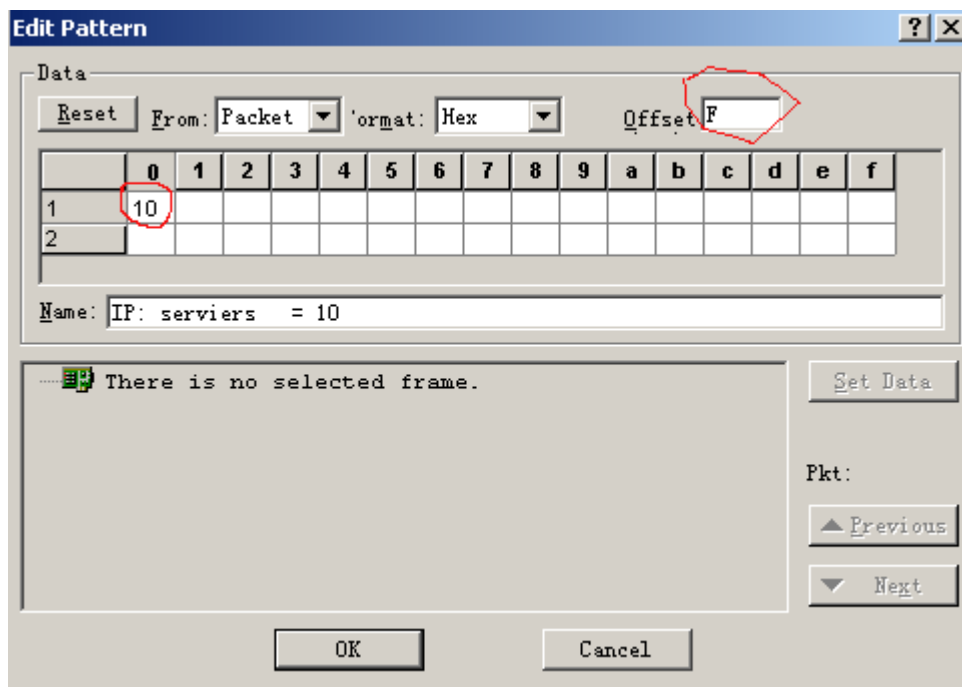 Edit Pattern
Data
Reset From: Packet 'ormat: Hex Offset F
0 1 2 3 4 5 6 7 8 9 a b c d e f
1 10
2
Name: IP: serviers = 10
There is no selected frame.
Set Data
Pkt:
Previous
Next
OK Cancel